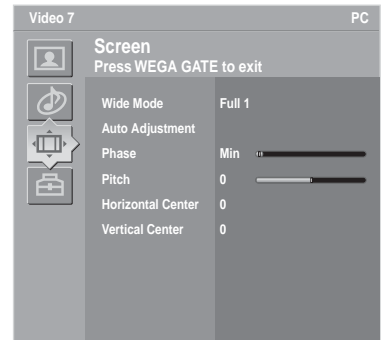 Video 7 PC
Screen
Press WEGA GATE to exit
Wide Mode Full 1
Auto Adjustment
Phase Min
Pitch 0
Horizontal Center 0
Vertical Center 0